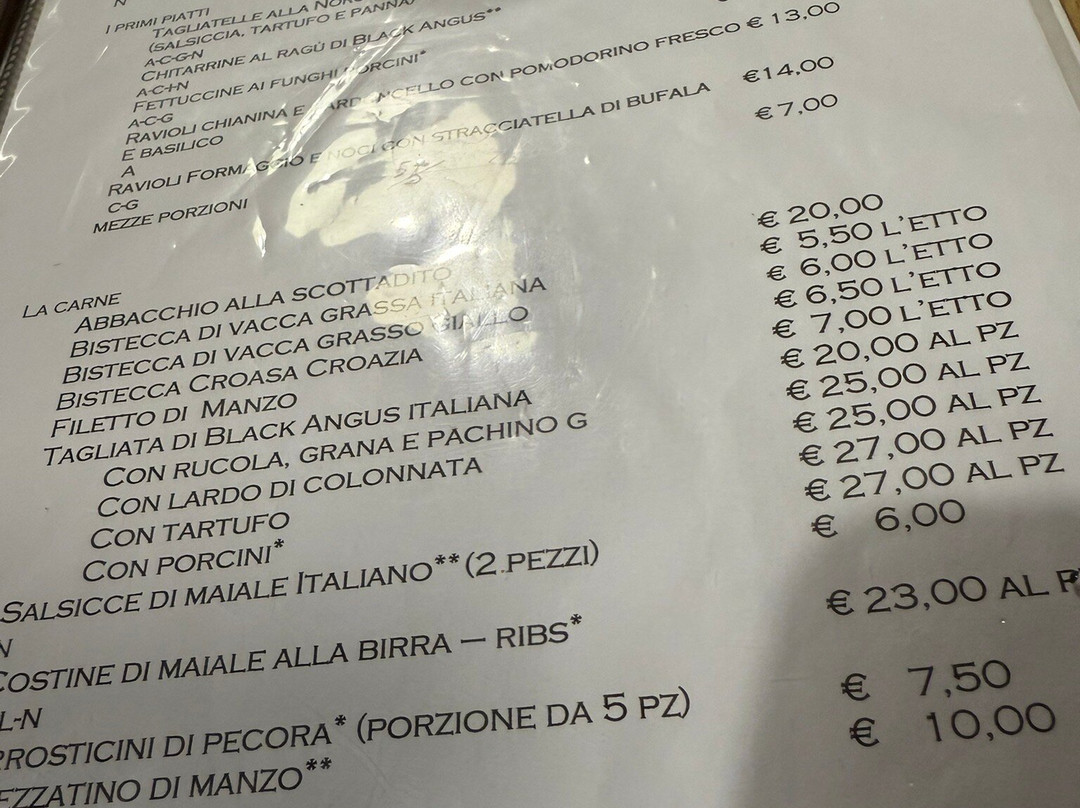 N
I PRIMI PIATTI
TAGLIATELLE ALLA
(SALSICCIA, TARTUFO E PANNA)
A-C-G-N
CHITARRINE AL RAGÙ DI BLACK ANGUS**
A-C-I-N
FETTUCCINE AI FUNGHI PORCINI*
A-C-G
RAVIOLI CHIANINA E CON POMODORINO FRESCO € 13,00
E BASILICO
A
RAVIOLI FORMAGGIO E NOCI CON STRACCIATELLA DI BUFALA €14,00
C-G
MEZZE PORZIONI € 7,00
LA CARNE
ABBACCHIO ALLA SCOTTADITO € 20,00
BISTECCA DI VACCA GRASSA ITALIANA € 5,50 L'ETTO
BISTECCA DI VACCA GRASSO GIALLO € 6,00 L'ETTO
BISTECCA CROASA CROAZIA € 6,50 L'ETTO
FILETTO DI MANZO € 7,00 L'ETTO
TAGLIATA DI BLACK ANGUS ITALIANA € 20,00 AL PZ
CON RUCOLA, GRANA E PACHINO G € 25,00 AL PZ
CON LARDO DI COLONNATA € 25,00 AL PZ
CON TARTUFO € 27,00 AL PZ
CON PORCINI* € 27,00 AL PZ
SALSICCE DI MAIALE ITALIANO** (2 PEZZI) € 6,00
N
COSTINE DI MAIALE ALLA BIRRA – RIBS* € 23,00 AL P
L-N
RROSTICINI DI PECORA* (PORZIONE DA 5 PZ) € 7,50
EZZATINO DI MANZO** € 10,00